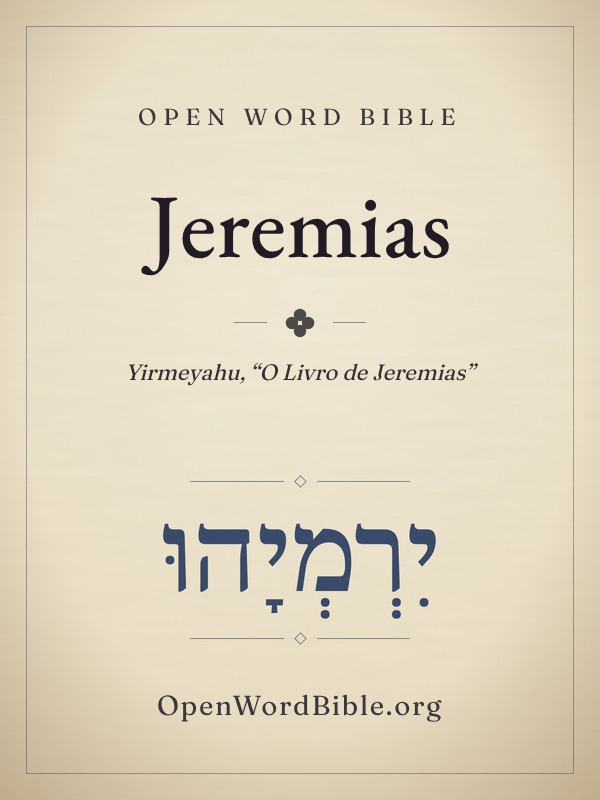 OPEN WORD BIBLE
Jeremias
Yirmeyahu, “O Livro de Jeremias”
יִרְמְיָהוּ
OpenWordBible.org